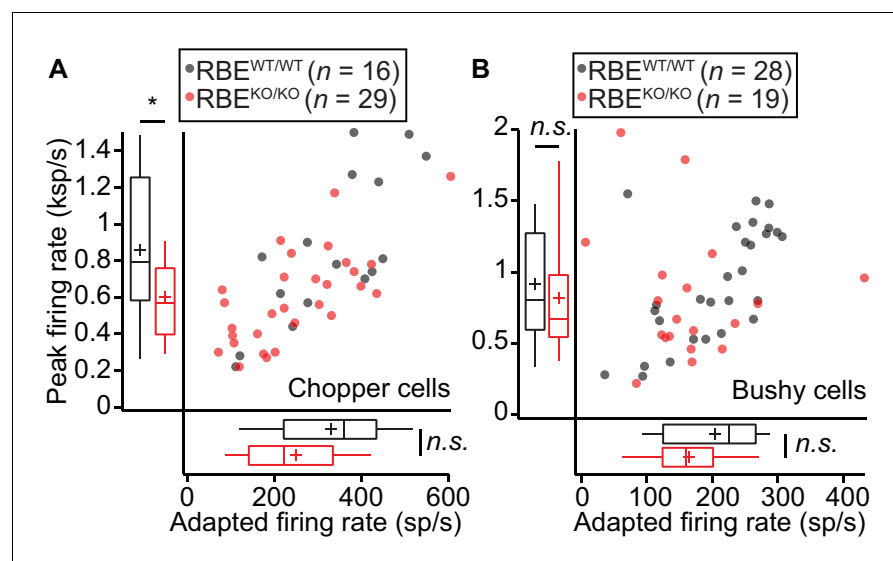 A
RBE^WT/WT (n = 16)
RBE^KO/KO (n = 29)
*
Peak firing rate (ksp/s)
1.4
1.2
1
0.8
0.6
0.4
0.2
0
Chopper cells
n.s.
0 200 400 600
Adapted firing rate (sp/s)
B
RBE^WT/WT (n = 28)
RBE^KO/KO (n = 19)
n.s.
2
1.5
1
0.5
0
Bushy cells
n.s.
0 100 200 300 400
Adapted firing rate (sp/s)